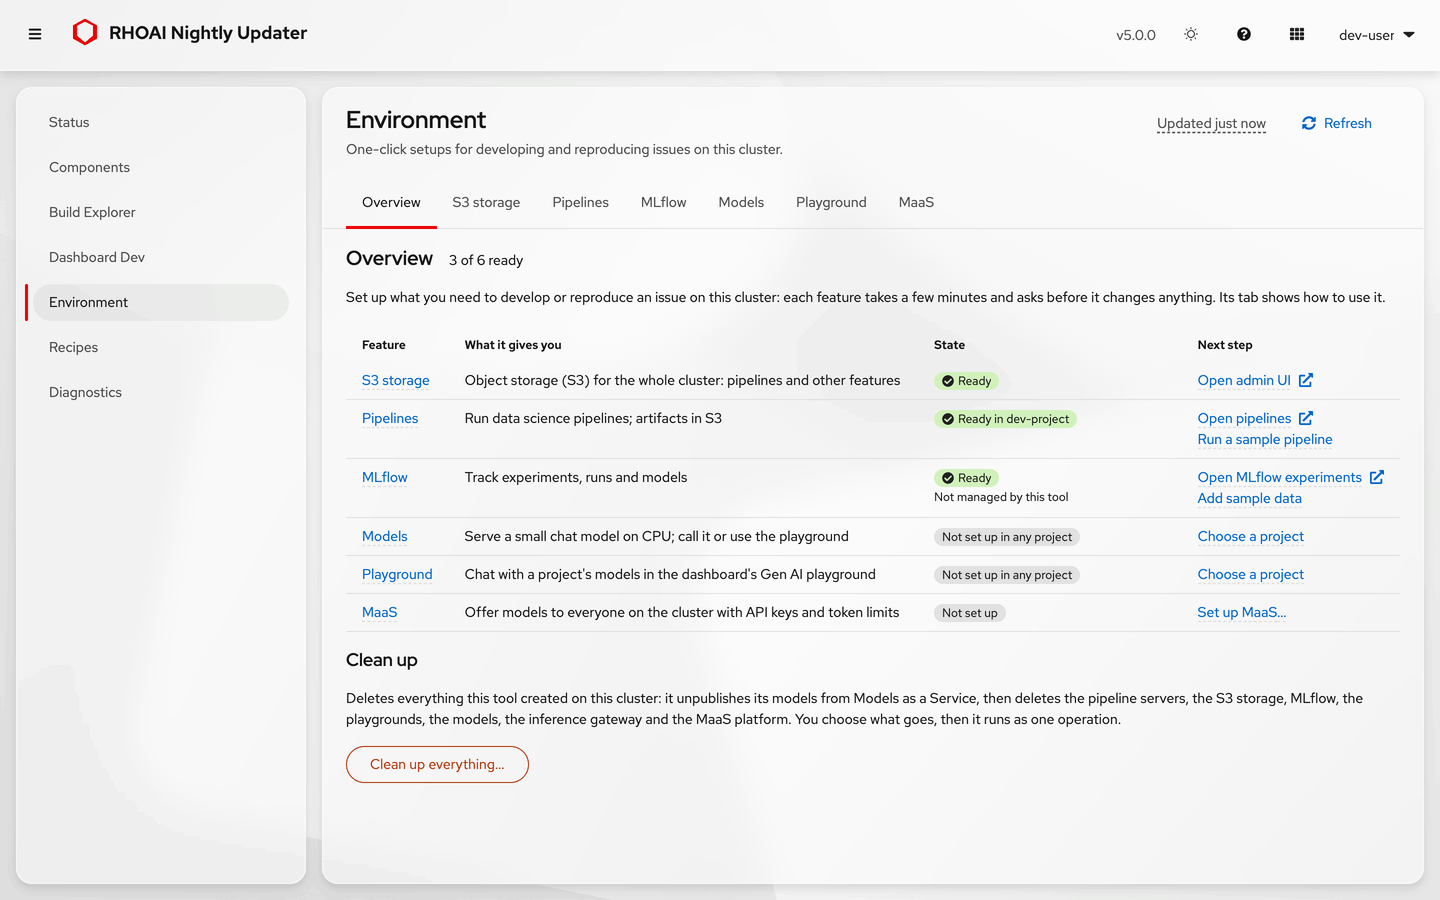 RHOAI Nightly Updater
v5.0.0
dev-user
Status
Components
Build Explorer
Dashboard Dev
Environment
Recipes
Diagnostics
Environment
One-click setups for developing and reproducing issues on this cluster.
Updated just now
Refresh
Overview S3 storage Pipelines MLflow Models Playground MaaS
Overview 3 of 6 ready
Set up what you need to develop or reproduce an issue on this cluster: each feature takes a few minutes and asks before it changes anything. Its tab shows how to use it.
Feature What it gives you State Next step
S3 storage Object storage (S3) for the whole cluster: pipelines and other features Ready Open admin UI
Pipelines Run data science pipelines; artifacts in S3 Ready in dev-project Open pipelines
Run a sample pipeline
MLflow Track experiments, runs and models Ready Open MLflow experiments
Not managed by this tool Add sample data
Models Serve a small chat model on CPU; call it or use the playground Not set up in any project Choose a project
Playground Chat with a project's models in the dashboard's Gen AI playground Not set up in any project Choose a project
MaaS Offer models to everyone on the cluster with API keys and token limits Not set up Set up MaaS...
Clean up
Deletes everything this tool created on this cluster: it unpublishes its models from Models as a Service, then deletes the pipeline servers, the S3 storage, MLflow, the
playgrounds, the models, the inference gateway and the MaaS platform. You choose what goes, then it runs as one operation.
Clean up everything...